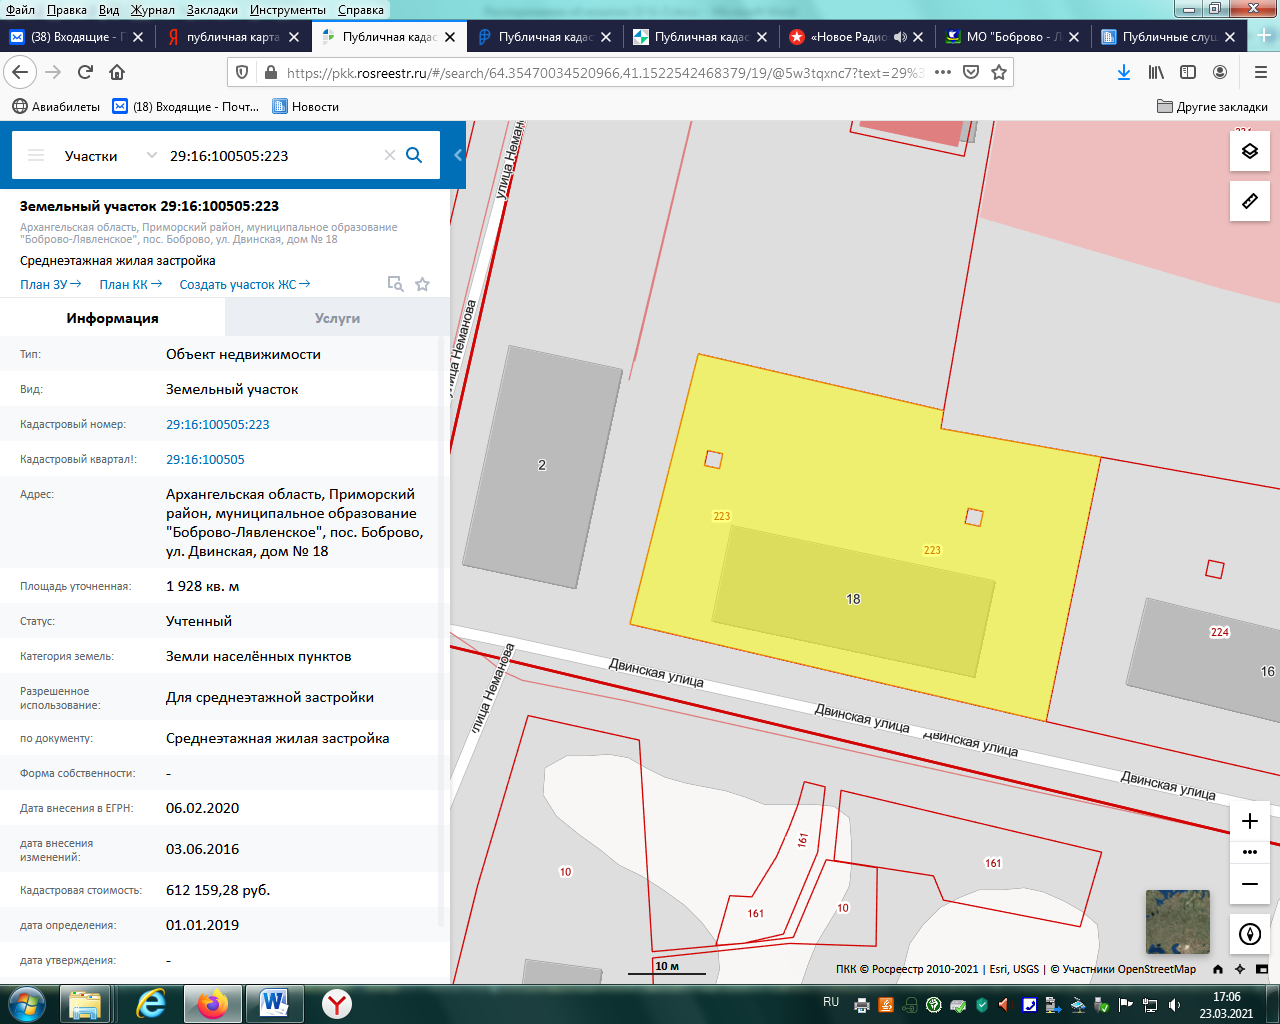 Файл Правка Вид Журнал Закладки Инструменты Справка
(38) Входящие - П
публичная карта
Публичная кадас
Публичная кадас
Публичная кадас
«Новое Радио
МО "Боброво - Л
Публичные слуш
https://pkk.rosreestr.ru/#/search/64.35470034520966,41.1522542468379/19/@5w3tqxnc7?text=29%3
Авиабилеты
(18) Входящие - Почт...
Новости
Другие закладки
Участки
29:16:100505:223
Земельный участок 29:16:100505:223
Архангельская область, Приморский район, муниципальное образование
"Боброво-Лявленское", пос. Боброво, ул. Двинская, дом № 18
Среднеэтажная жилая застройка
План ЗУ→ План КК→ Создать участок ЖС→
Информация
Услуги
Тип: Объект недвижимости
Вид: Земельный участок
Кадастровый номер: 29:16:100505:223
Кадастровый квартал!: 29:16:100505
Адрес: Архангельская область, Приморский
район, муниципальное образование
"Боброво-Лявленское", пос. Боброво,
ул. Двинская, дом № 18
Площадь уточненная: 1 928 кв. м
Статус: Учтенный
Категория земель: Земли населённых пунктов
Разрешенное
использование: Для среднеэтажной застройки
по документу: Среднеэтажная жилая застройка
Форма собственности: -
Дата внесения в ЕГРН: 06.02.2020
дата внесения
изменений: 03.06.2016
Кадастровая стоимость: 612 159,28 руб.
дата определения: 01.01.2019
дата утверждения: -
улица Неманова
улица Неманова
улица Неманова
2
223
223
18
224
16
Двинская улица
Двинская улица
Двинская улица
Двинская улица
10
161
161
161
10
10 м
ПКК © Росреестр 2010-2021 | Esri, USGS | © Участники OpenStreetMap
RU
17:06
23.03.2021